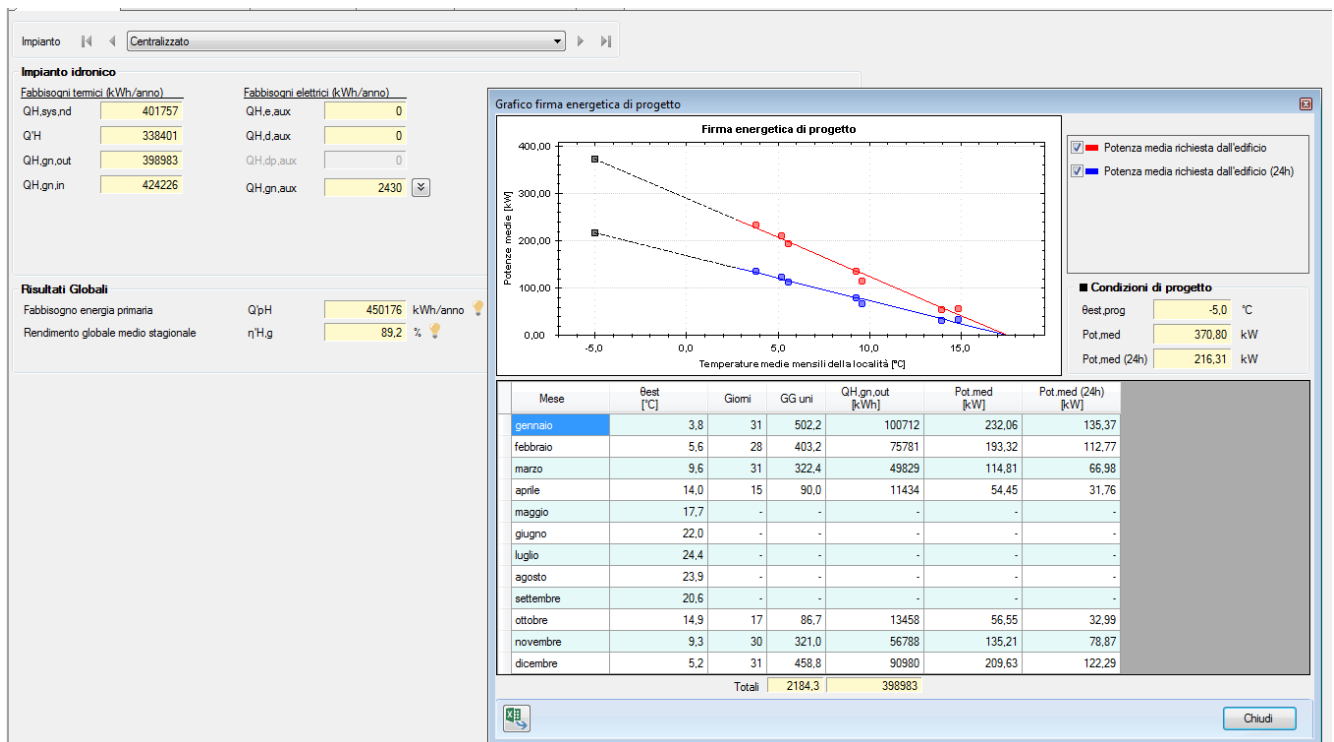 Impianto Centralizzato
Impianto idronico
Fabbisogni termici (kWh/anno) Fabbisogni elettrici (kWh/anno)
QH,sys,nd 401757 QH,e,aux 0
Q'H 338401 QH,d,aux 0
QH,gn,out 398983 QH,dp,aux 0
QH,gn,in 424226 QH,gn,aux 2430
Risultati Globali
Fabbisogno energia primaria Q'pH 450176 kWh/anno
Rendimento globale medio stagionale η'H,g 89,2 %
Grafico firma energetica di progetto
Firma energetica di progetto
Potenze medie [kW]
400,00
300,00
200,00
100,00
0,00
-5,0 0,0 5,0 10,0 15,0
Temperature medie mensili della località [°C]
Potenza media richiesta dall'edificio
Potenza media richiesta dall'edificio (24h)
Condizioni di progetto
θest,prog -5,0 °C
Pot,med 370,80 kW
Pot,med (24h) 216,31 kW
Mese θest [°C] Giorni GG uni QH,gn,out [kWh] Pot.med [kW] Pot.med (24h) [kW]
gennaio 3,8 31 502,2 100712 232,06 135,37
febbraio 5,6 28 403,2 75781 193,32 112,77
marzo 9,6 31 322,4 49829 114,81 66,98
aprile 14,0 15 90,0 11434 54,45 31,76
maggio 17,7 - - - - -
giugno 22,0 - - - - -
luglio 24,4 - - - - -
agosto 23,9 - - - - -
settembre 20,6 - - - - -
ottobre 14,9 17 86,7 13458 56,55 32,99
novembre 9,3 30 321,0 56788 135,21 78,87
dicembre 5,2 31 458,8 90980 209,63 122,29
Totali 2184,3 398983
Chiudi